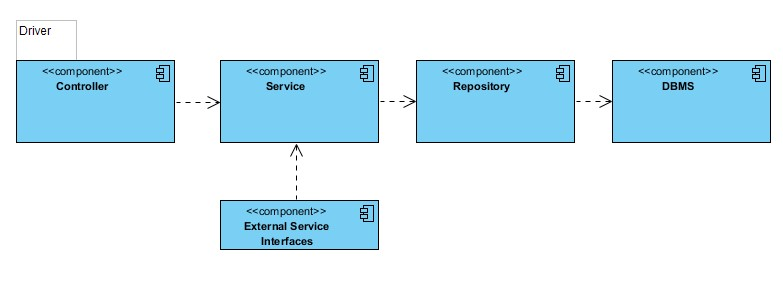 Driver
<<component>>
Controller
<<component>>
Service
<<component>>
Repository
<<component>>
DBMS
<<component>>
External Service
Interfaces